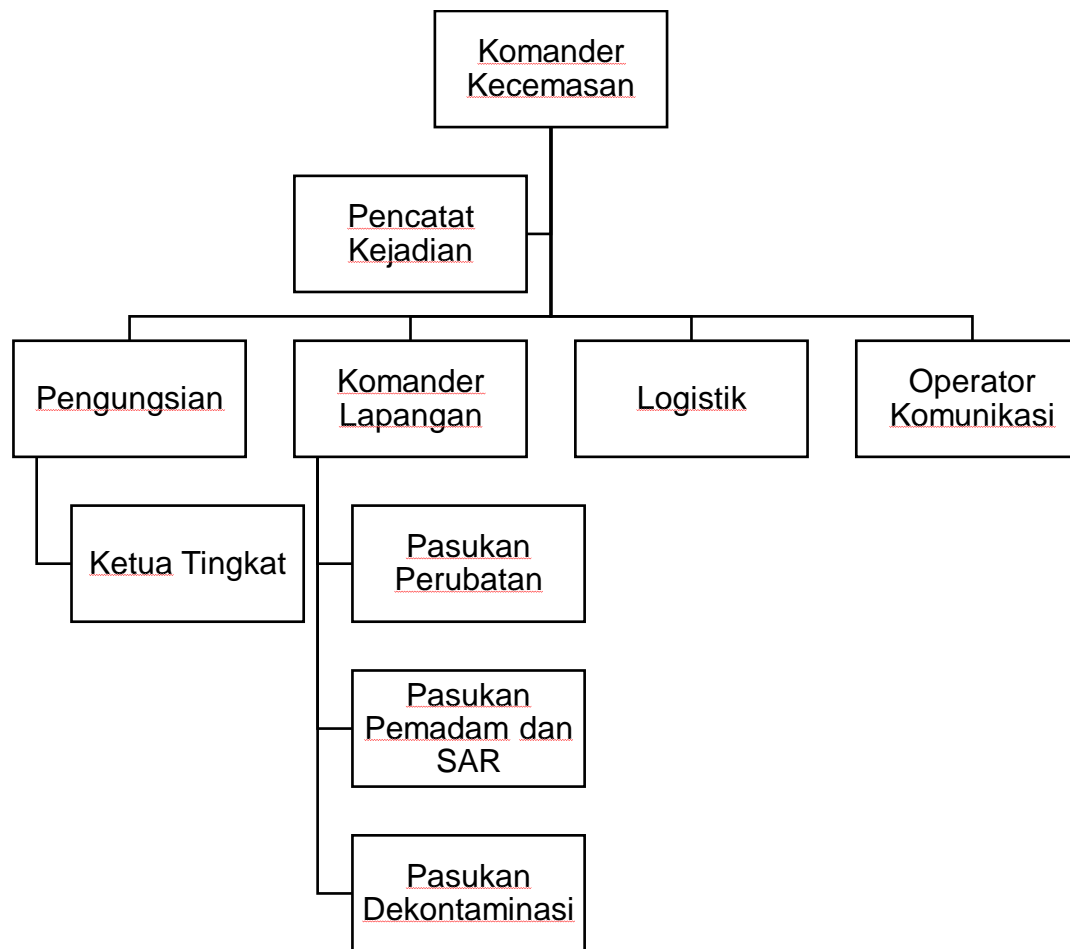 Komander
Kecemasan
Pencatat
Kejadian
Pengungsian
Komander
Lapangan
Logistik
Operator
Komunikasi
Ketua Tingkat
Pasukan
Perubatan
Pasukan
Pemadam dan
SAR
Pasukan
Dekontaminasi